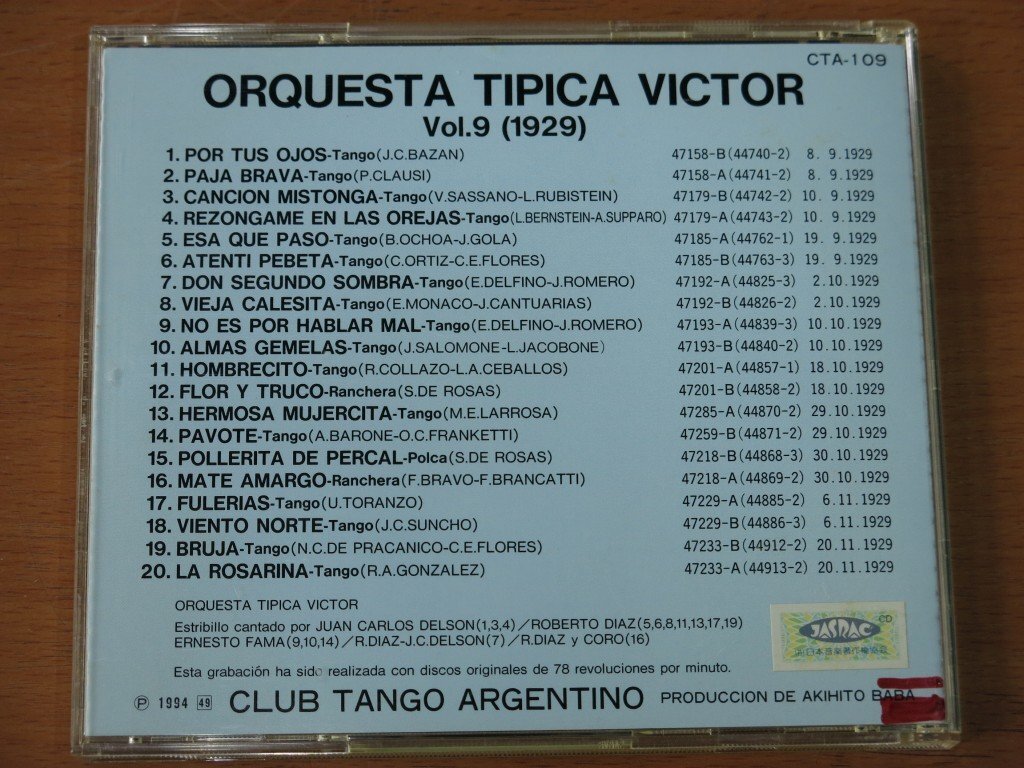 CTA-109
ORQUESTA TIPICA VICTOR
Vol.9 (1929)
1. POR TUS OJOS-Tango(J.C.BAZAN) 47158-B(44740-2) 8. 9.1929
2. PAJA BRAVA-Tango(P.CLAUSI) 47158-A(44741-2) 8. 9.1929
3. CANCION MISTONGA-Tango(V.SASSANO-L.RUBISTEIN) 47179-B(44742-2) 10. 9.1929
4. REZONGAME EN LAS OREJAS-Tango(L.BERNSTEIN-A.SUPPARO) 47179-A(44743-2) 10. 9.1929
5. ESA QUE PASO-Tango(B.OCHOA-J.GOLA) 47185-A(44762-1) 19. 9.1929
6. ATENTI PEBETA-Tango(C.ORTIZ-C.E.FLORES) 47185-B(44763-3) 19. 9.1929
7. DON SEGUNDO SOMBRA-Tango(E.DELFINO-J.ROMERO) 47192-A(44825-3) 2.10.1929
8. VIEJA CALESITA-Tango(E.MONACO-J.CANTUARIAS) 47192-B(44826-2) 2.10.1929
9. NO ES POR HABLAR MAL-Tango(E.DELFINO-J.ROMERO) 47193-A(44839-3) 10.10.1929
10. ALMAS GEMELAS-Tango(J.SALOMONE-L.JACOBONE) 47193-B(44840-2) 10.10.1929
11. HOMBRECITO-Tango(R.COLLAZO-L.A.CEBALLOS) 47201-A(44857-1) 18.10.1929
12. FLOR Y TRUCO-Ranchera(S.DE ROSAS) 47201-B(44858-2) 18.10.1929
13. HERMOSA MUJERCITA-Tango(M.E.LARROSA) 47285-A(44870-2) 29.10.1929
14. PAVOTE-Tango(A.BARONE-O.C.FRANKETTI) 47259-B(44871-2) 29.10.1929
15. POLLERITA DE PERCAL-Polca(S.DE ROSAS) 47218-B(44868-3) 30.10.1929
16. MATE AMARGO-Ranchera(F.BRAVO-F.BRANCATTI) 47218-A(44869-2) 30.10.1929
17. FULERIAS-Tango(U.TORANZO) 47229-A(44885-2) 6.11.1929
18. VIENTO NORTE-Tango(J.C.SUNCHO) 47229-B(44886-3) 6.11.1929
19. BRUJA-Tango(N.C.DE PRACANICO-C.E.FLORES) 47233-B(44912-2) 20.11.1929
20. LA ROSARINA-Tango(R.A.GONZALEZ) 47233-A(44913-2) 20.11.1929
ORQUESTA TIPICA VICTOR
Estribillo cantado por JUAN CARLOS DELSON(1,3,4)/ROBERTO DIAZ(5,6,8,11,13,17,19)
ERNESTO FAMA(9,10,14)/R.DIAZ-J.C.DELSON(7)/R.DIAZ y CORO(16)
CD
JASRAC
Esta grabación ha sido realizada con discos originales de 78 revoluciones por minuto.
Ⓟ 1994 49 CLUB TANGO ARGENTINO PRODUCCION DE AKIHITO BABA